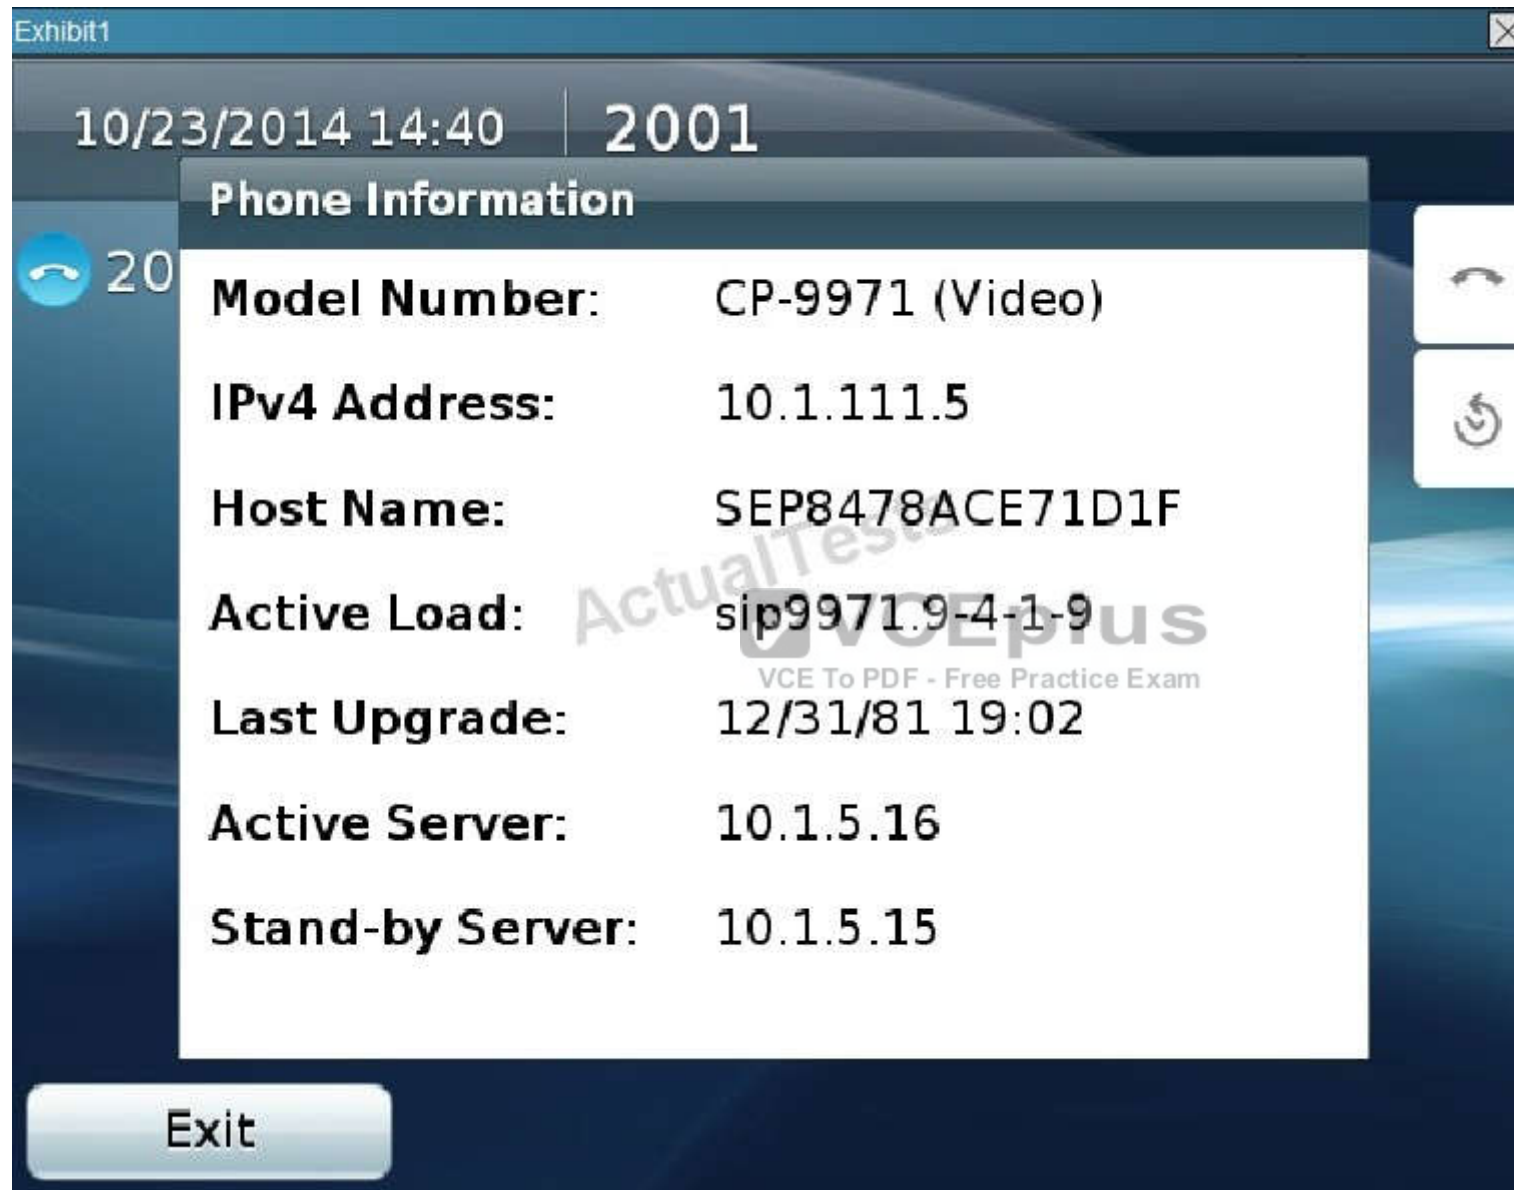 Exhibit1
10/23/2014 14:40 2001
Phone Information
20
Model Number: CP-9971 (Video)
IPv4 Address: 10.1.111.5
Host Name: SEP8478ACE71D1F
ActualTests
Active Load: sip9971.9-4-1-9
VCEplus
VCE To PDF - Free Practice Exam
Last Upgrade: 12/31/81 19:02
Active Server: 10.1.5.16
Stand-by Server: 10.1.5.15
Exit